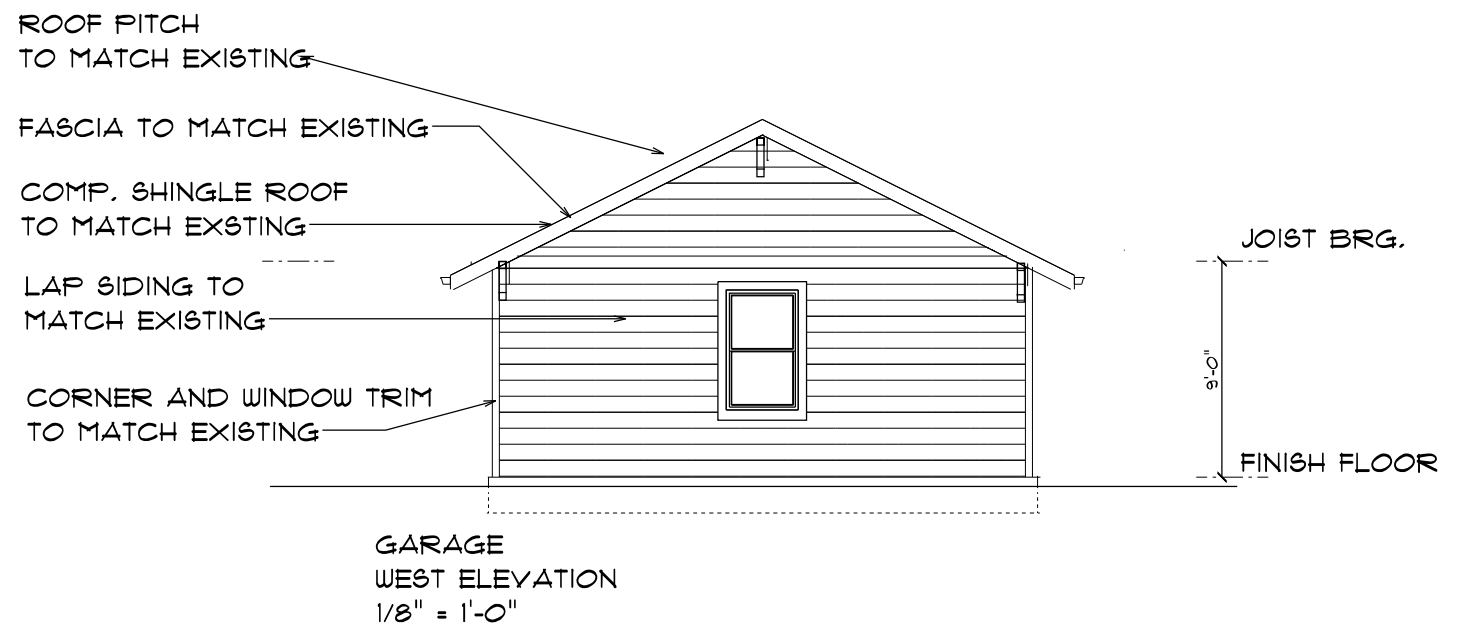 ROOF PITCH
TO MATCH EXISTING
FASCIA TO MATCH EXISTING
COMP. SHINGLE ROOF
TO MATCH EXSTING
LAP SIDING TO
MATCH EXISTING
CORNER AND WINDOW TRIM
TO MATCH EXISTING
JOIST BRG.
9'-0"
FINISH FLOOR
GARAGE
WEST ELEVATION
1/8" = 1'-0"